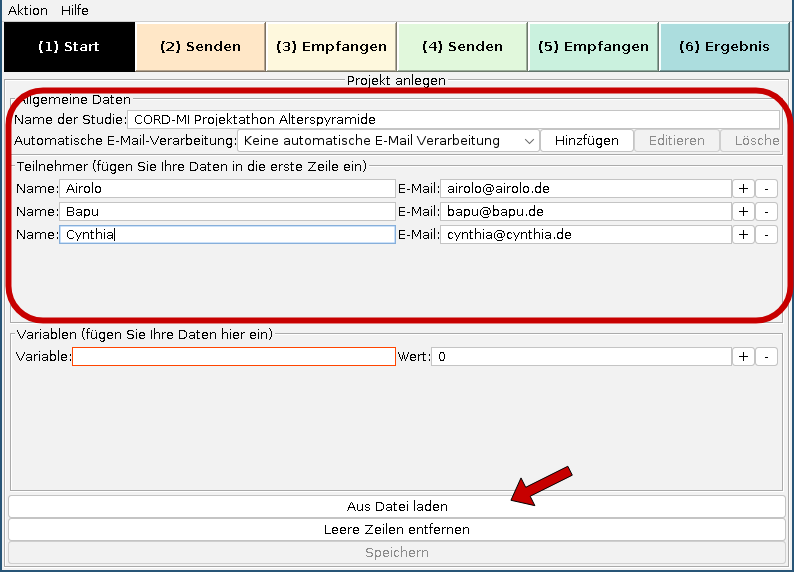 Aktion Hilfe
(1) Start (2) Senden (3) Empfangen (4) Senden (5) Empfangen (6) Ergebnis
Projekt anlegen
Allgemeine Daten
Name der Studie: CORD-MI Projektathon Alterspyramide
Automatische E-Mail-Verarbeitung: Keine automatische E-Mail Verarbeitung Hinzufügen Editieren Lösche
Teilnehmer (fügen Sie Ihre Daten in die erste Zeile ein)
Name: Airolo E-Mail: airolo@airolo.de + -
Name: Bapu E-Mail: bapu@bapu.de + -
Name: Cynthia E-Mail: cynthia@cynthia.de + -
Variablen (fügen Sie Ihre Daten hier ein)
Variable: Wert: 0 + -
Aus Datei laden
Leere Zeilen entfernen
Speichern